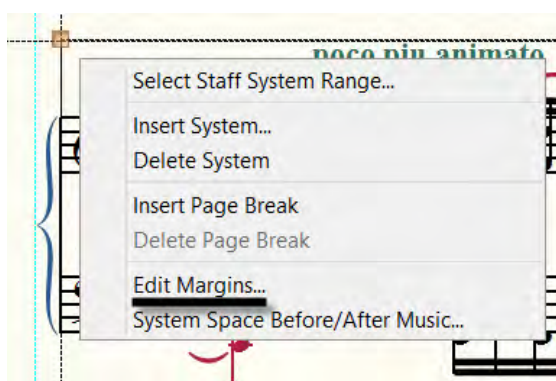 poco piu animato
Select Staff System Range...
Insert System...
Delete System
Insert Page Break
Delete Page Break
Edit Margins...
System Space Before/After Music...